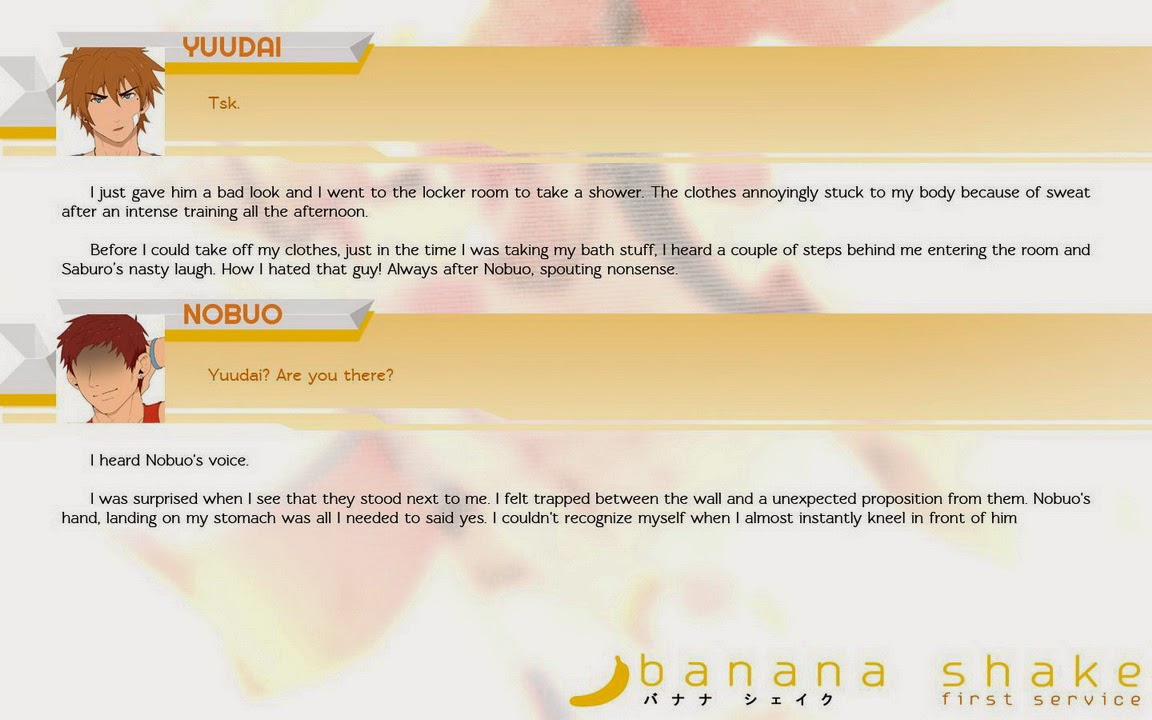 YUUDAI
Tsk.
I just gave him a bad look and I went to the locker room to take a shower. The clothes annoyingly stuck to my body because of sweat
after an intense training all the afternoon.
Before I could take off my clothes, just in the time I was taking my bath stuff, I heard a couple of steps behind me entering the room and
Saburo's nasty laugh. How I hated that guy! Always after Nobuo, spouting nonsense.
NOBUO
Yuudai? Are you there?
I heard Nobuo's voice.
I was surprised when I see that they stood next to me. I felt trapped between the wall and a unexpected proposition from them. Nobuo's
hand, landing on my stomach was all I needed to said yes. I couldn't recognize myself when I almost instantly kneel in front of him
banana shake
バナナ シェイク first service